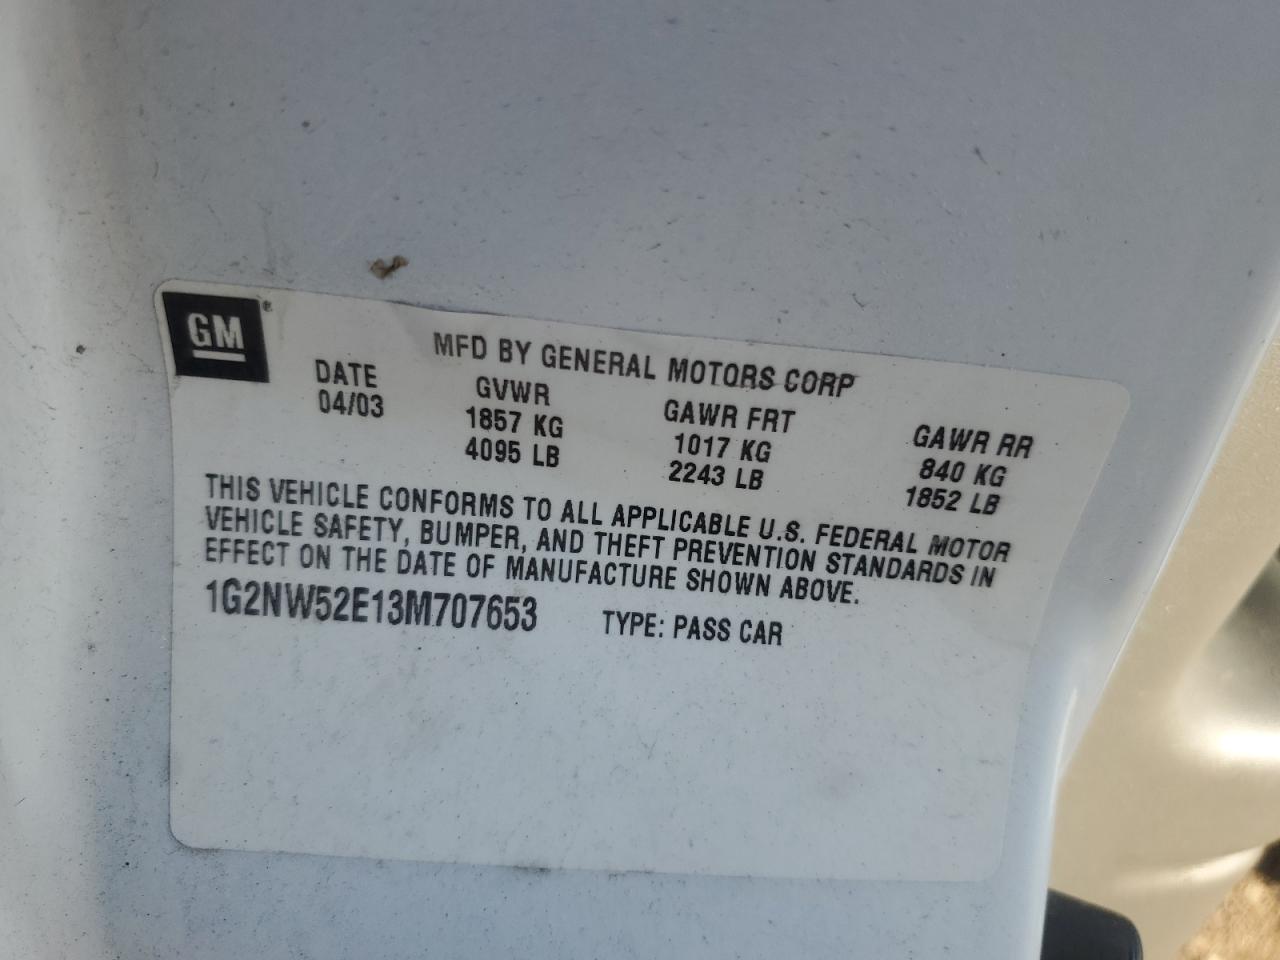 GM®
MFD BY GENERAL MOTORS CORP
DATE GVWR GAWR FRT GAWR RR
04/03 1857 KG 1017 KG 840 KG
4095 LB 2243 LB 1852 LB
THIS VEHICLE CONFORMS TO ALL APPLICABLE U.S. FEDERAL MOTOR
VEHICLE SAFETY, BUMPER, AND THEFT PREVENTION STANDARDS IN
EFFECT ON THE DATE OF MANUFACTURE SHOWN ABOVE.
1G2NW52E13M707653 TYPE: PASS CAR